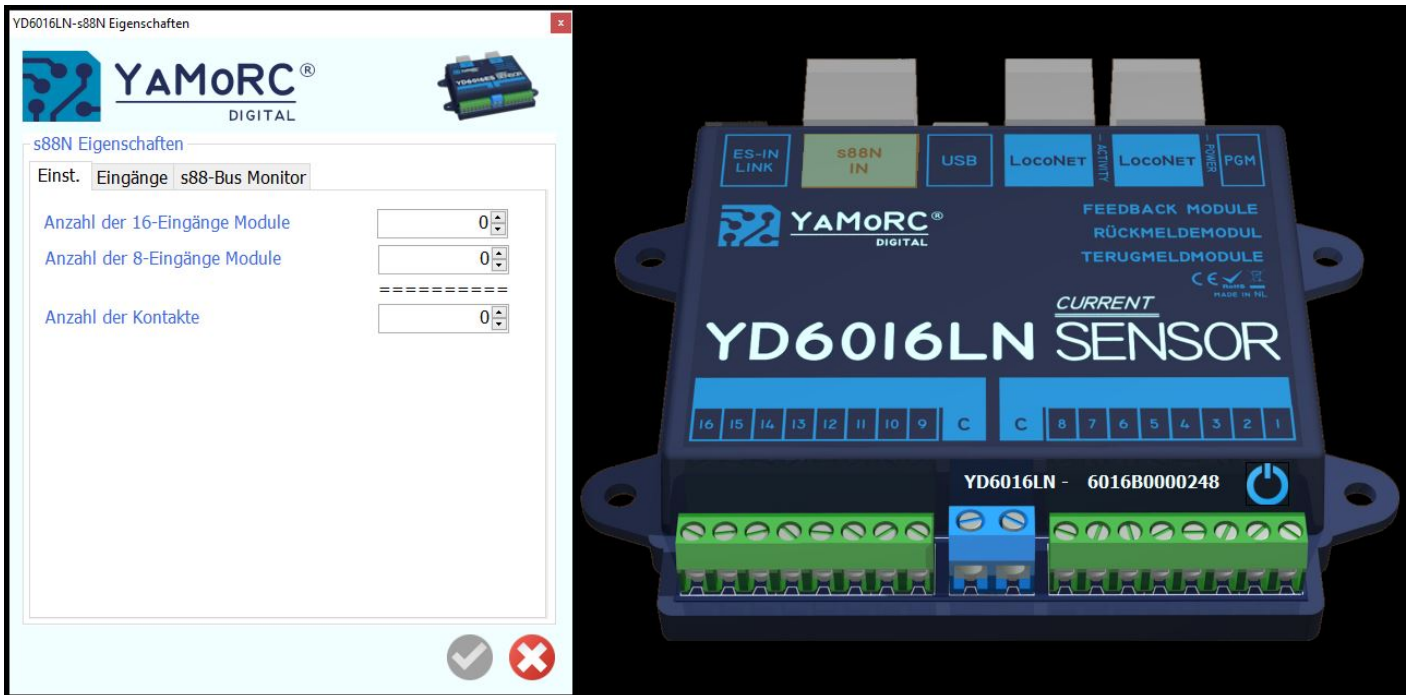 YD6016LN-s88N Eigenschaften
x
YAMORC®
DIGITAL
s88N Eigenschaften
Einst. Eingänge s88-Bus Monitor
Anzahl der 16-Eingänge Module 0
Anzahl der 8-Eingänge Module 0
==========
Anzahl der Kontakte 0
ES-IN
LINK
s88N
IN
USB
LOCONET
— ACTIVITY
LOCONET
— POWER
PGM
YAMORC®
DIGITAL
FEEDBACK MODULE
RÜCKMELDEMODUL
TERUGMELDMODULE
CE RoHS
MADE IN NL
CURRENT
YD6016LN SENSOR
16 15 14 13 12 11 10 9 C C 8 7 6 5 4 3 2 1
YD6016LN - 6016B0000248